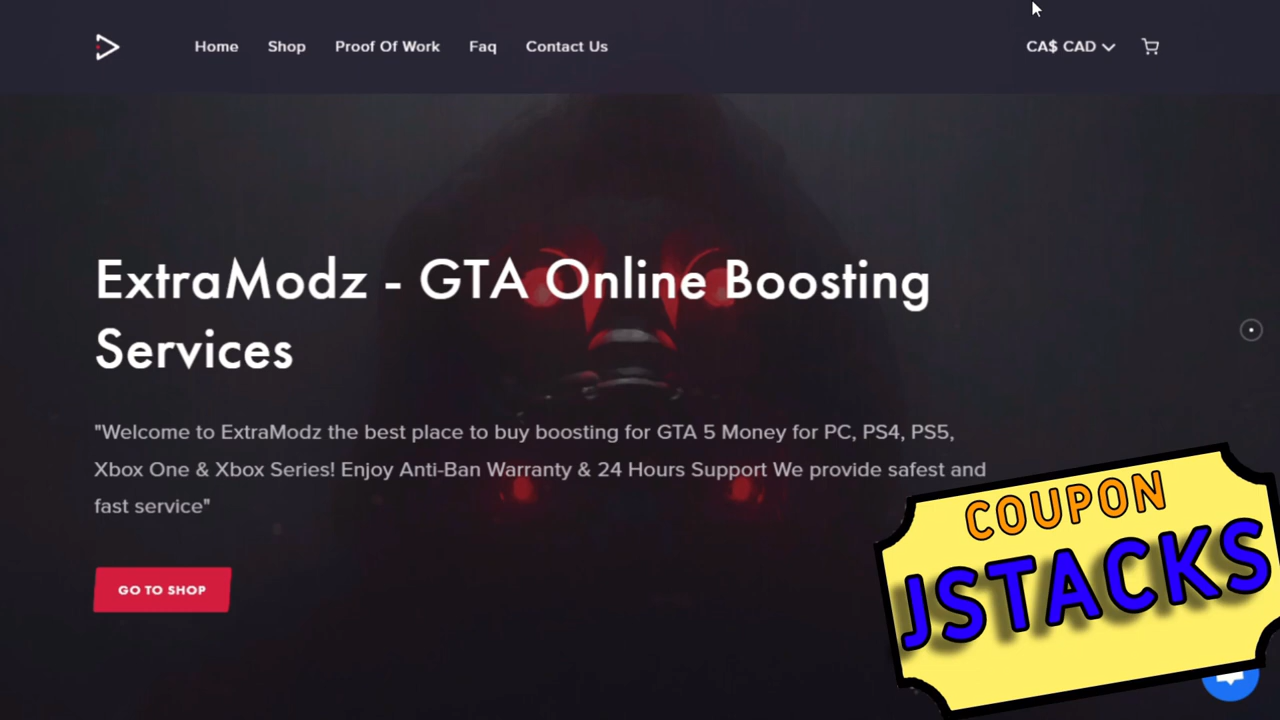 Home Shop Proof Of Work Faq Contact Us CA$ CAD
ExtraModz - GTA Online Boosting
Services
"Welcome to ExtraModz the best place to buy boosting for GTA 5 Money for PC, PS4, PS5,
Xbox One & Xbox Series! Enjoy Anti-Ban Warranty & 24 Hours Support We provide safest and
fast service"
GO TO SHOP
COUPON
JSTACKS